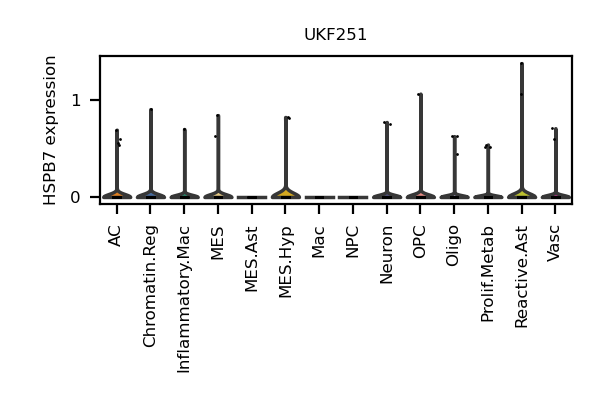 UKF251
HSPB7 expression
1
0
AC
Chromatin.Reg
Inflammatory.Mac
MES
MES.Ast
MES.Hyp
Mac
NPC
Neuron
OPC
Oligo
Prolif.Metab
Reactive.Ast
Vasc